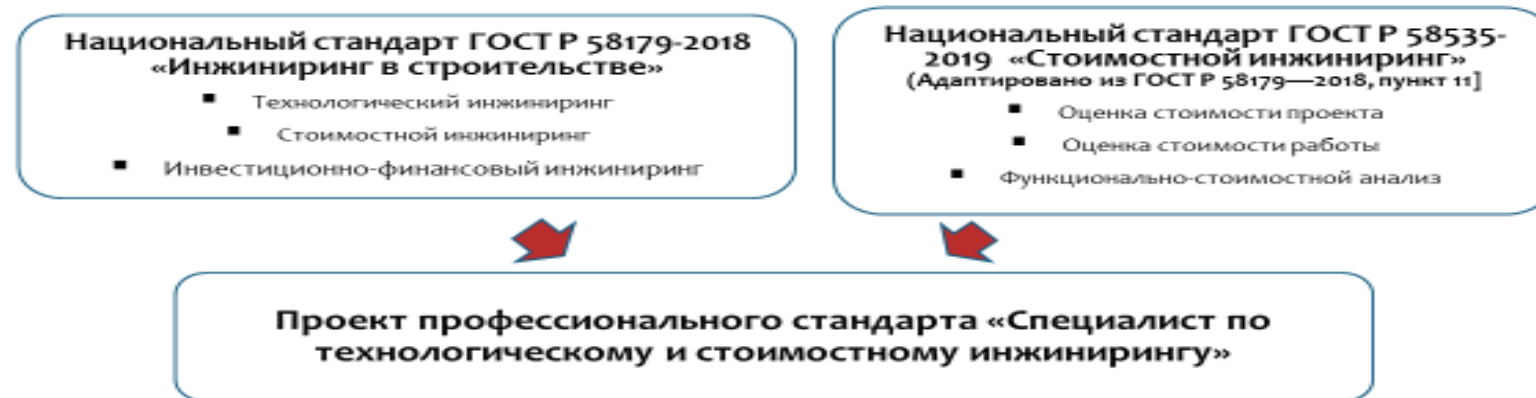 Национальный стандарт ГОСТ Р 58179-2018
«Инжиниринг в строительстве»
▪ Технологический инжиниринг
▪ Стоимостной инжиниринг
▪ Инвестиционно-финансовый инжиниринг
Национальный стандарт ГОСТ Р 58535-
2019 «Стоимостной инжиниринг»
(Адаптировано из ГОСТ Р 58179—2018, пункт 11]
▪ Оценка стоимости проекта
▪ Оценка стоимости работы
▪ Функционально-стоимостной анализ
Проект профессионального стандарта «Специалист по
технологическому и стоимостному инжинирингу»